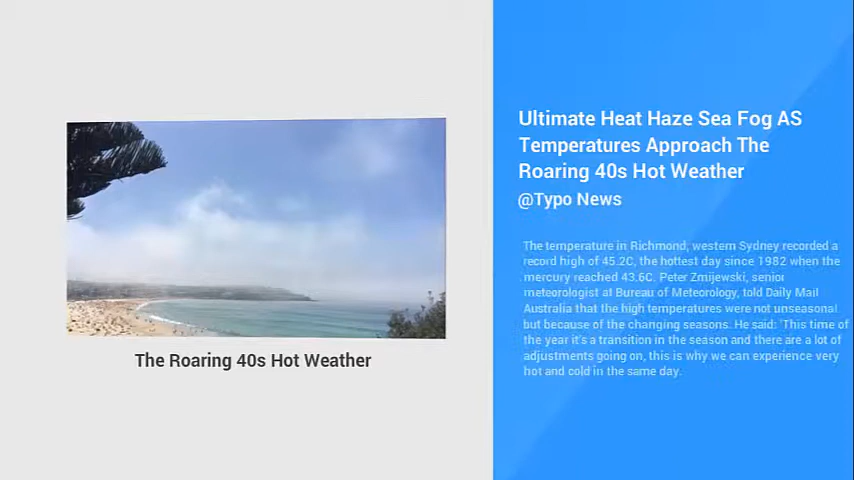 The Roaring 40s Hot Weather
Ultimate Heat Haze Sea Fog AS
Temperatures Approach The
Roaring 40s Hot Weather
@Typo News
The temperature in Richmond, western Sydney recorded a
record high of 45.2C, the hottest day since 1982 when the
mercury reached 43.6C. Peter Zmijewski, senior
meteorologist at Bureau of Meteorology, told Daily Mail
Australia that the high temperatures were not unseasonal
but because of the changing seasons. He said: 'This time of
the year it's a transition in the season and there are a lot of
adjustments going on, this is why we can experience very
hot and cold in the same day.